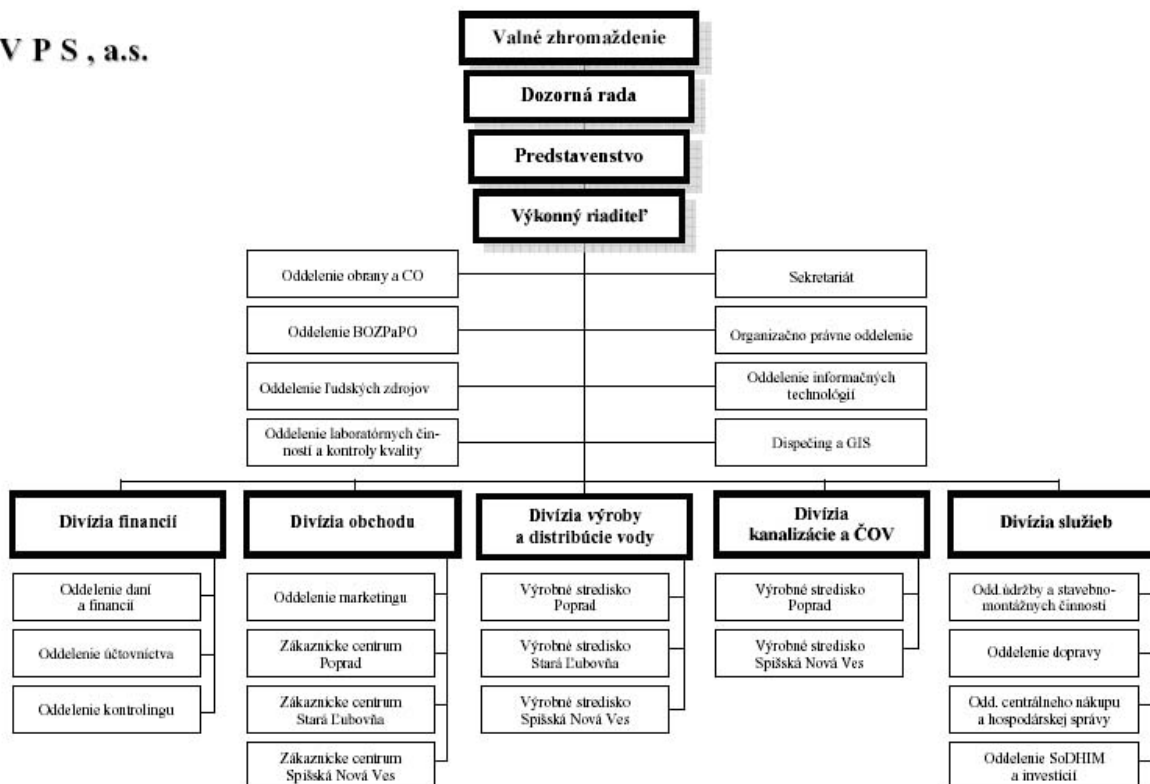 V P S , a.s.
Valné zhromaždenie
Dozorná rada
Predstavenstvo
Výkonný riaditeľ
Oddelenie obrany a CO
Sekretariát
Oddelenie BOZPaPO
Organizačno právne oddelenie
Oddelenie ľudských zdrojov
Oddelenie informačných
technológií
Oddelenie laboratórnych čin-
ností a kontroly kvality
Dispečing a GIS
Divízia financií
Oddelenie daní
a financií
Oddelenie účtovníctva
Oddelenie kontrolingu
Divízia obchodu
Oddelenie marketingu
Zákaznícke centrum
Poprad
Zákaznícke centrum
Stará Ľubovňa
Zákaznícke centrum
Spišská Nová Ves
Divízia výroby
a distribúcie vody
Výrobné stredisko
Poprad
Výrobné stredisko
Stará Ľubovňa
Výrobné stredisko
Spišská Nová Ves
Divízia
kanalizácie a ČOV
Výrobné stredisko
Poprad
Výrobné stredisko
Spišská Nová Ves
Divízia služieb
Odd.údržby a stavebno-
montážnych činností
Oddelenie dopravy
Odd. centrálneho nákupu
a hospodárskej správy
Oddelenie SoDHIM
a investícií